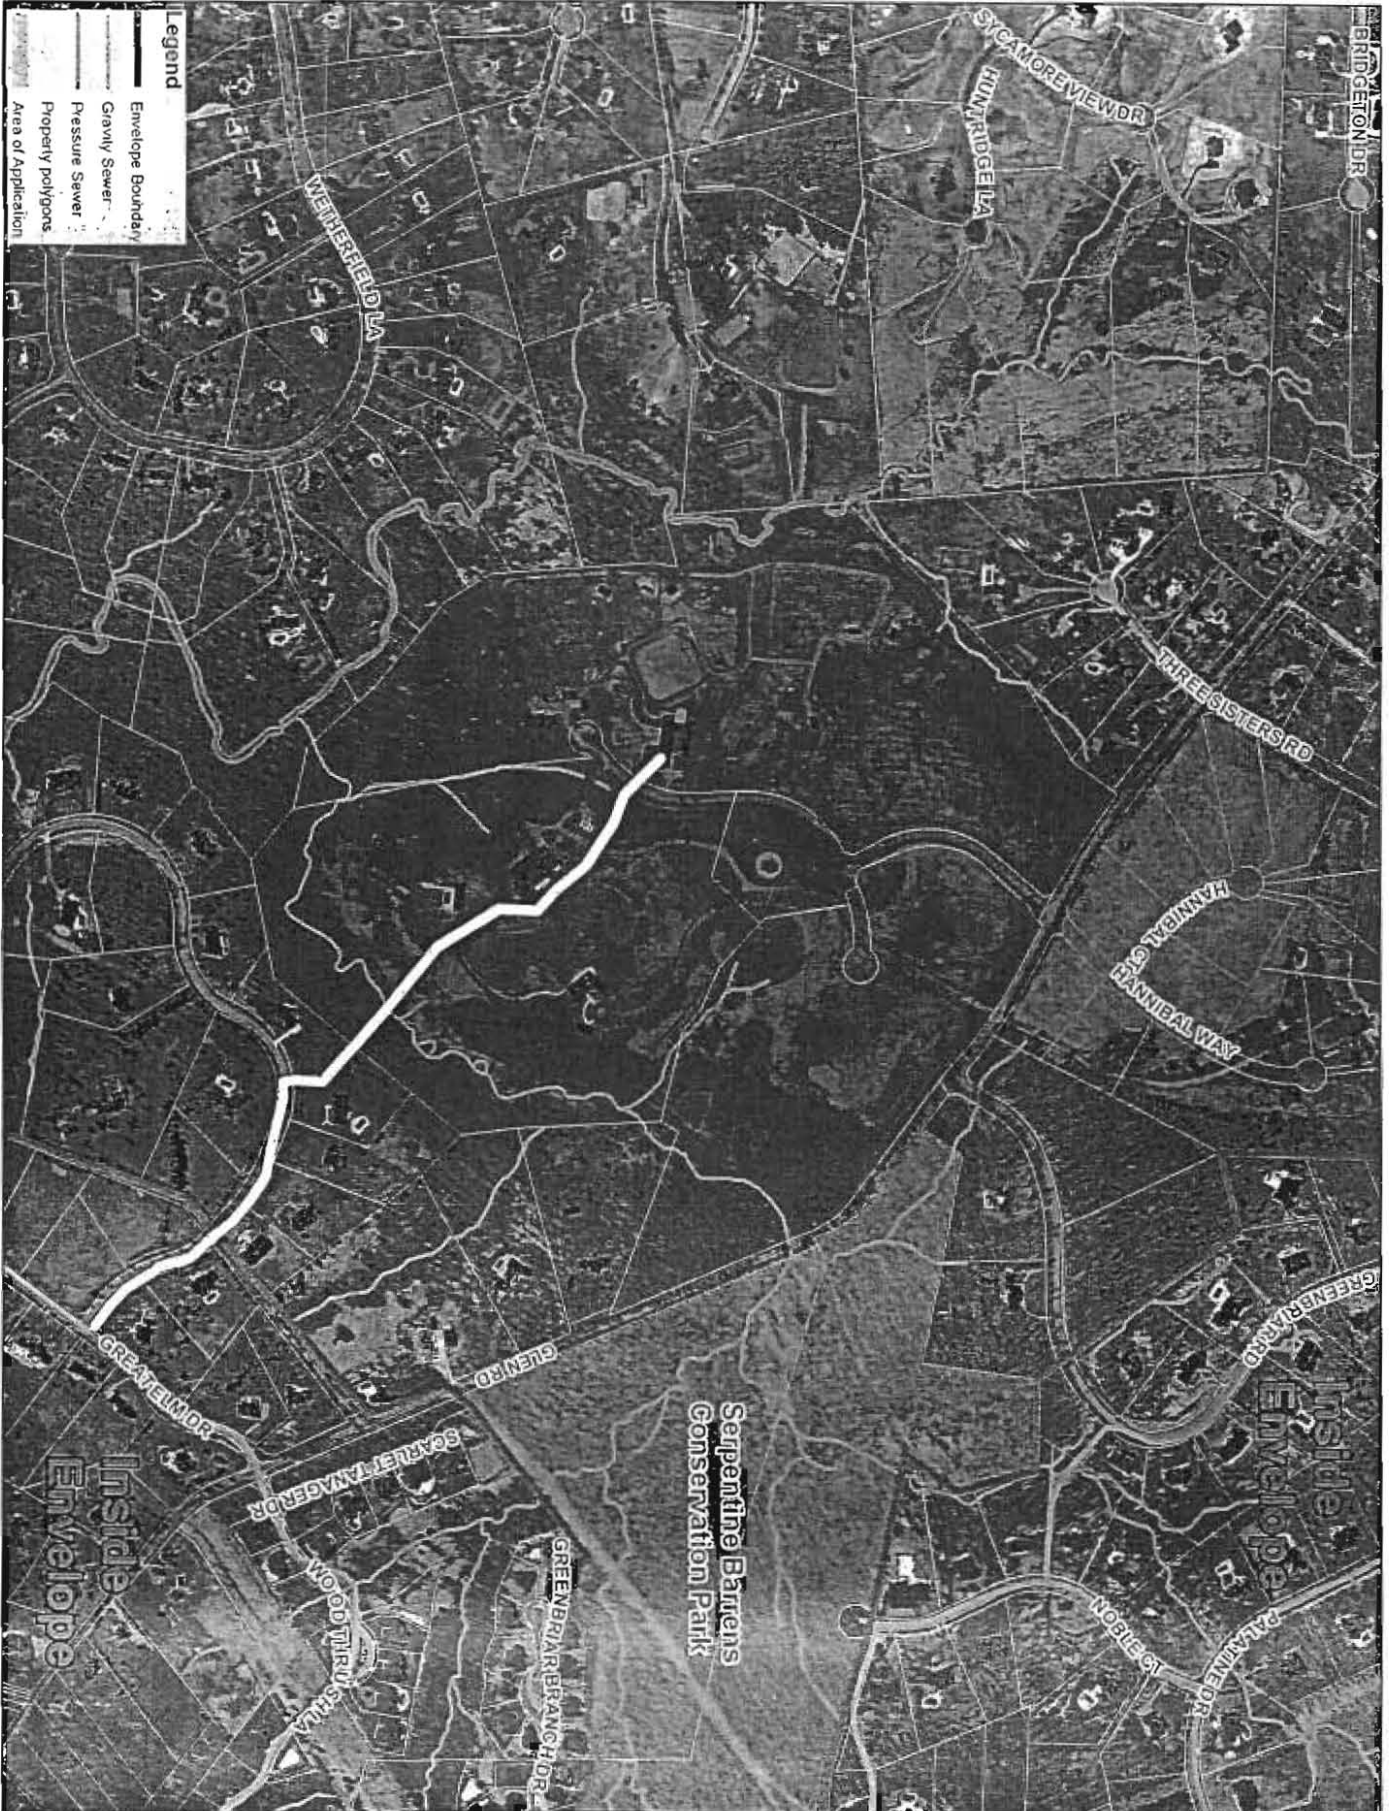 Legend
Envelope Boundary
Gravity Sewer
Pressure Sewer
Property polygons
Area of Application
BRIDGETON DR
SYCAMORE VIEW DR
HUNT RIDGE LA
WETHERFIELD LA
THREE SISTERS RD
HANNIBAL CT
HANNIBAL WAY
GREENBRIAR RD
Inside
Envelope
GLEN RD
Serpentine Barrens
Conservation Park
GREAT ELM DR
SCARLET TANAGER DR
NOBLE CT
PALATINE DR
GREENBRIAR BRANCH DR
WOOD THRUSH LA
Inside
Envelope